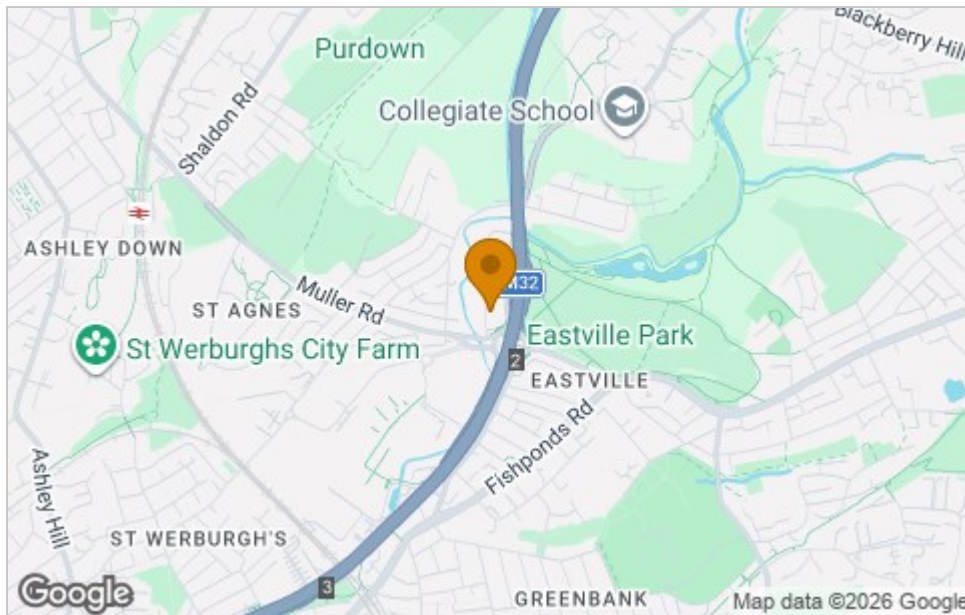 Blackberry Hill
Purdown
Shaldon Rd
Collegiate School
ASHLEY DOWN
M32
Muller Rd
ST AGNES
St Werburghs City Farm
Eastville Park
2
EASTVILLE
Fishponds Rd
Ashley Hill
ST WERBURGH'S
3
GREENBANK
Google
Map data ©2026 Google